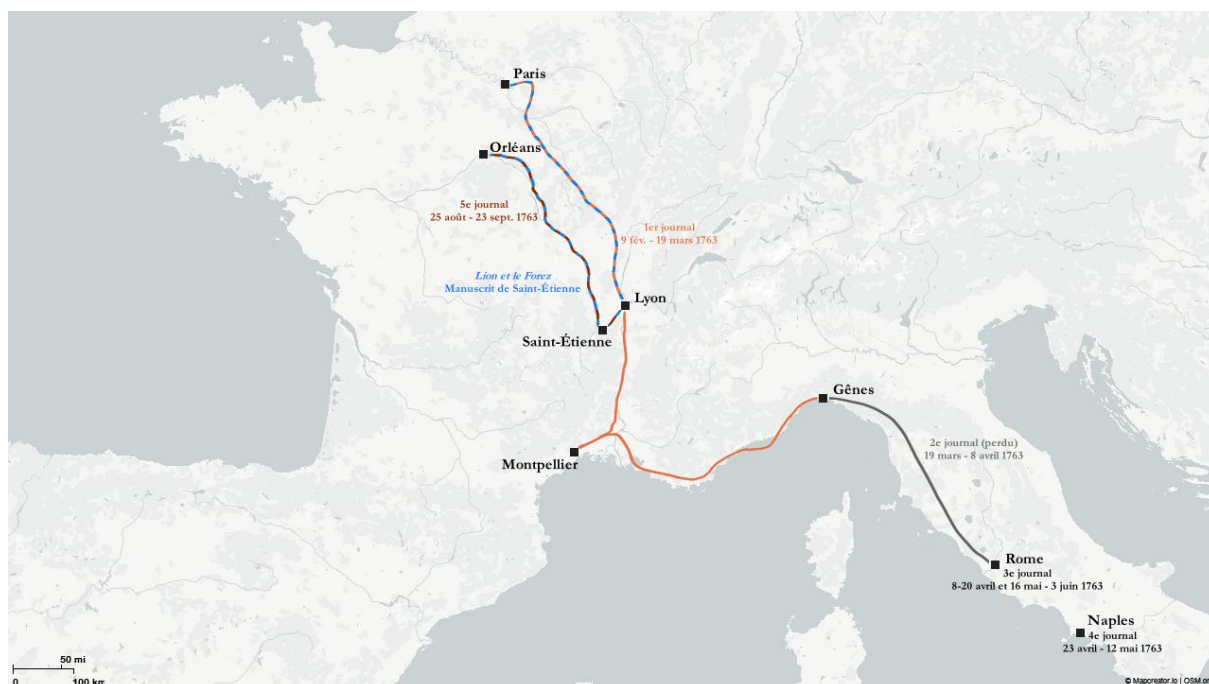 Paris
Orléans
5e journal
25 août - 23 sept. 1763
1er journal
9 fév. - 19 mars 1763
Lion et le Forez
Manuscrit de Saint-Étienne
Lyon
Saint-Étienne
Gênes
2e journal (perdu)
19 mars - 8 avril 1763
Montpellier
Rome
3e journal
8-20 avril et 16 mai - 3 juin 1763
Naples
4e journal
23 avril - 12 mai 1763
50 mi
0 100 km
© Mapcreator.io | OSM.org